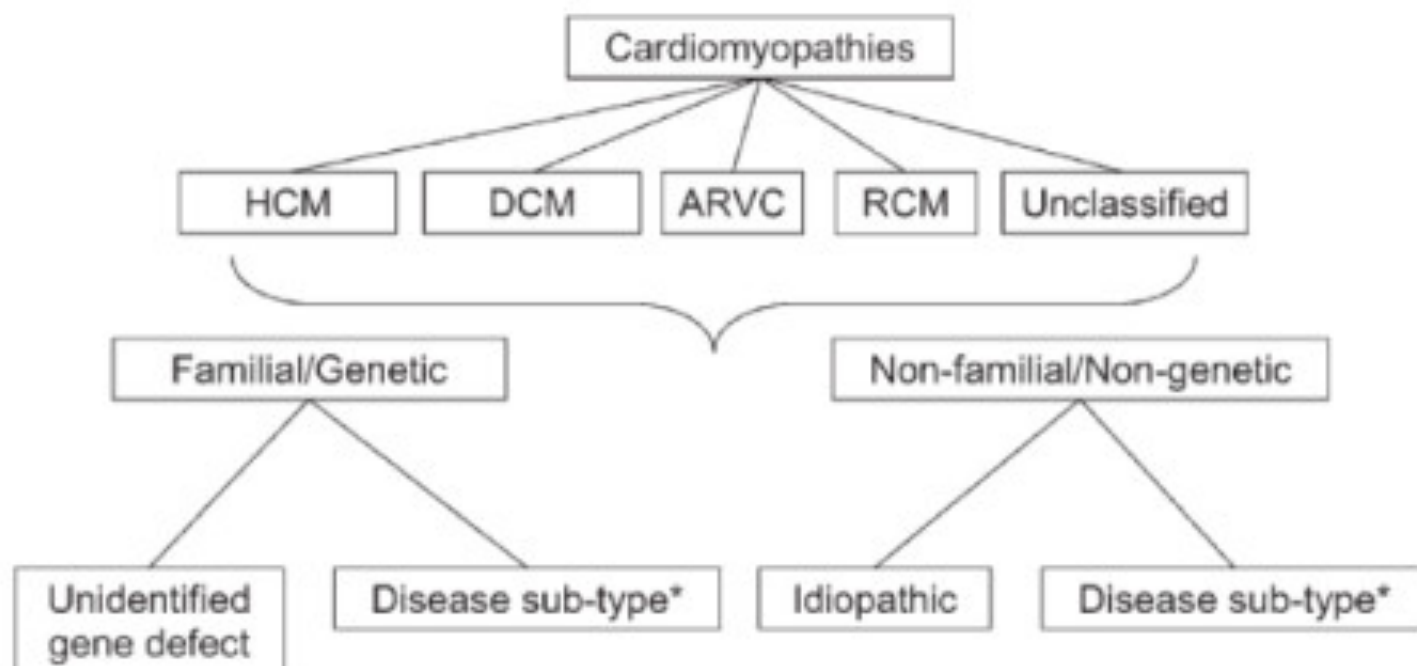 Cardiomyopathies
HCM
DCM
ARVC
RCM
Unclassified
Familial/Genetic
Non-familial/Non-genetic
Unidentified
gene defect
Disease sub-type*
Idiopathic
Disease sub-type*